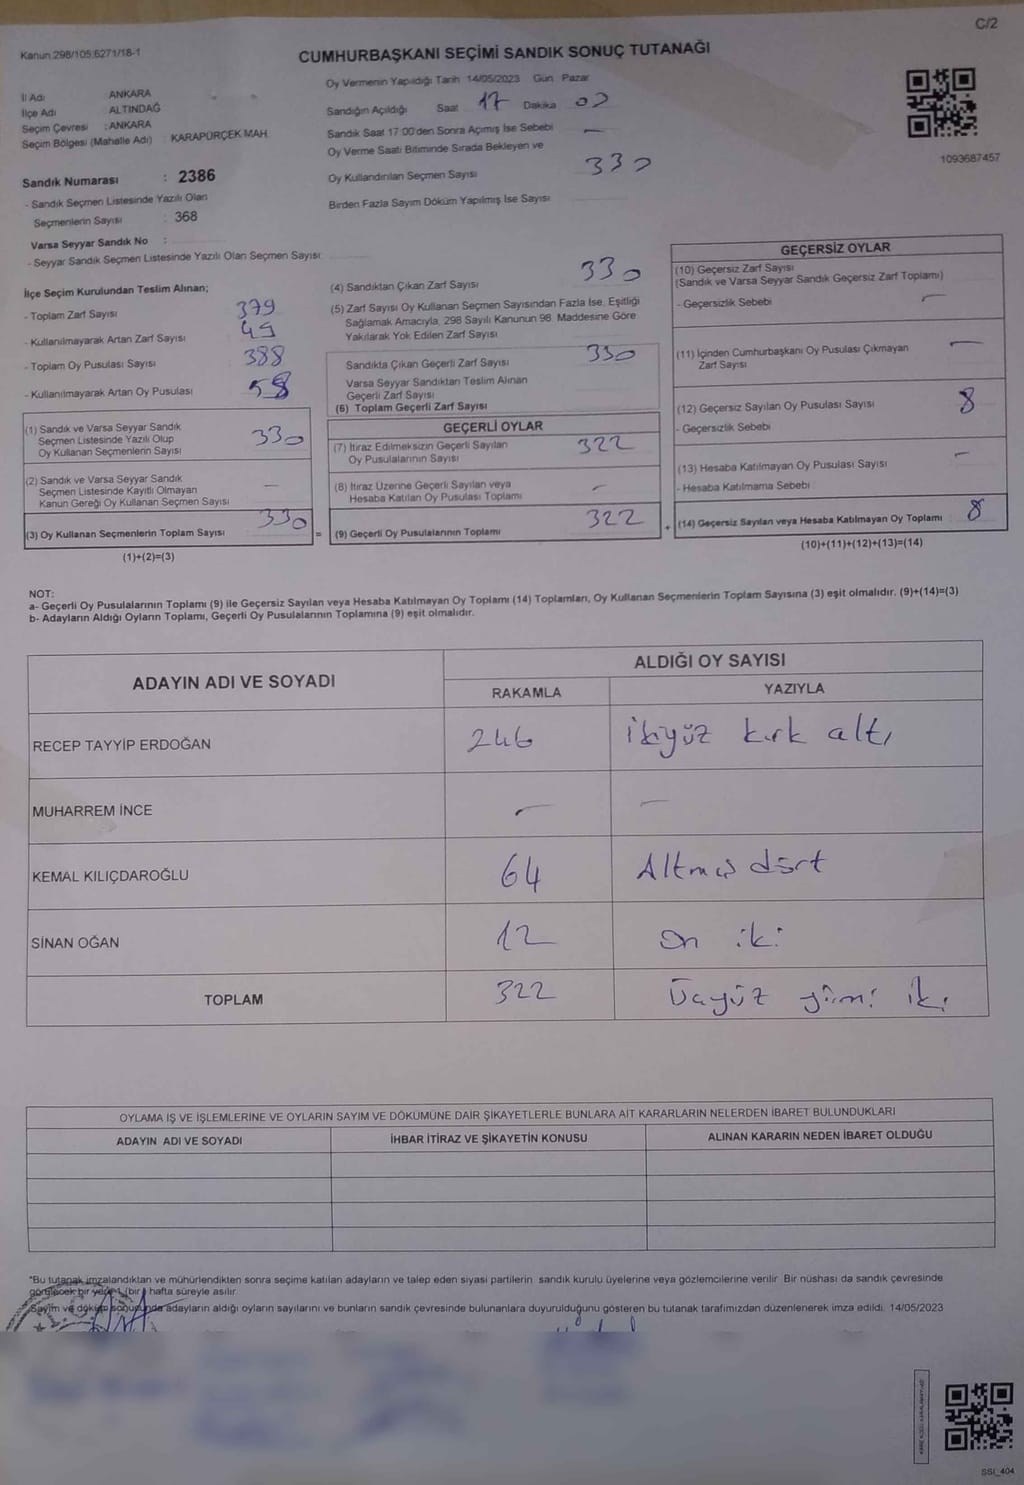 C/2
Kanun:298/105;6271/18-1
CUMHURBAŞKANI SEÇİMİ SANDIK SONUÇ TUTANAĞI
İl Adı : ANKARA
İlçe Adı : ALTINDAĞ
Seçim Çevresi : ANKARA
Seçim Bölgesi (Mahalle Adı) : KARAPÜRÇEK MAH.
Sandık Numarası : 2386
- Sandık Seçmen Listesinde Yazılı Olan
Seçmenlerin Sayısı : 368
Varsa Seyyar Sandık No :
- Seyyar Sandık Seçmen Listesinde Yazılı Olan Seçmen Sayısı:
Oy Vermenin Yapıldığı Tarih 14/05/2023 Gün Pazar
Sandığın Açıldığı Saat 17 Dakika 00
Sandık Saat 17:00'den Sonra Açılmış İse Sebebi —
Oy Verme Saati Bitiminde Sırada Bekleyen ve
Oy Kullandırılan Seçmen Sayısı 330
Birden Fazla Sayım Döküm Yapılmış İse Sayısı
1093687457
İlçe Seçim Kurulundan Teslim Alınan;
- Toplam Zarf Sayısı 379
- Kullanılmayarak Artan Zarf Sayısı 49
- Toplam Oy Pusulası Sayısı 388
- Kullanılmayarak Artan Oy Pusulası 58
(1) Sandık ve Varsa Seyyar Sandık
Seçmen Listesinde Yazılı Olup
Oy Kullanan Seçmenlerin Sayısı 330
(2) Sandık ve Varsa Seyyar Sandık
Seçmen Listesinde Kayıtlı Olmayan
Kanun Gereği Oy Kullanan Seçmen Sayısı —
(3) Oy Kullanan Seçmenlerin Toplam Sayısı 330
(1)+(2)=(3)
=
(4) Sandıktan Çıkan Zarf Sayısı 330
(5) Zarf Sayısı Oy Kullanan Seçmen Sayısından Fazla İse, Eşitliği
Sağlamak Amacıyla, 298 Sayılı Kanunun 98. Maddesine Göre
Yakılarak Yok Edilen Zarf Sayısı
Sandıkta Çıkan Geçerli Zarf Sayısı 330
Varsa Seyyar Sandıktan Teslim Alınan
Geçerli Zarf Sayısı
(6) Toplam Geçerli Zarf Sayısı
GEÇERLİ OYLAR
(7) İtiraz Edilmeksizin Geçerli Sayılan
Oy Pusulalarının Sayısı 322
(8) İtiraz Üzerine Geçerli Sayılan veya
Hesaba Katılan Oy Pusulası Toplamı —
(9) Geçerli Oy Pusulalarının Toplamı 322
+
GEÇERSİZ OYLAR
(10) Geçersiz Zarf Sayısı
(Sandık ve Varsa Seyyar Sandık Geçersiz Zarf Toplamı)
- Geçersizlik Sebebi —
(11) İçinden Cumhurbaşkanı Oy Pusulası Çıkmayan —
Zarf Sayısı
(12) Geçersiz Sayılan Oy Pusulası Sayısı 8
- Geçersizlik Sebebi
(13) Hesaba Katılmayan Oy Pusulası Sayısı —
- Hesaba Katılmama Sebebi
(14) Geçersiz Sayılan veya Hesaba Katılmayan Oy Toplamı 8
(10)+(11)+(12)+(13)=(14)
NOT:
a- Geçerli Oy Pusulalarının Toplamı (9) ile Geçersiz Sayılan veya Hesaba Katılmayan Oy Toplamı (14) Toplamları, Oy Kullanan Seçmenlerin Toplam Sayısına (3) eşit olmalıdır. (9)+(14)=(3)
b- Adayların Aldığı Oyların Toplamı, Geçerli Oy Pusulalarının Toplamına (9) eşit olmalıdır.
ADAYIN ADI VE SOYADI
ALDIĞI OY SAYISI
RAKAMLA YAZIYLA
RECEP TAYYİP ERDOĞAN 246 ikiyüz kırk altı
MUHARREM İNCE — —
KEMAL KILIÇDAROĞLU 64 Altmış dört
SİNAN OĞAN 12 on iki
TOPLAM 322 Üçyüz yirmi iki
OYLAMA İŞ VE İŞLEMLERİNE VE OYLARIN SAYIM VE DÖKÜMÜNE DAİR ŞİKAYETLERLE BUNLARA AİT KARARLARIN NELERDEN İBARET BULUNDUKLARI
ADAYIN ADI VE SOYADI İHBAR İTİRAZ VE ŞİKAYETİN KONUSU ALINAN KARARIN NEDEN İBARET OLDUĞU
*Bu tutanak imzalandıktan ve mühürlendikten sonra seçime katılan adayların ve talep eden siyasi partilerin sandık kurulu üyelerine veya gözlemcilerine verilir. Bir nüshası da sandık çevresinde
görülecek bir yere 1 (bir) hafta süreyle asılır.
Sayım ve döküm sonucunda adayların aldığı oyların sayılarını ve bunların sandık çevresinde bulunanlara duyurulduğunu gösteren bu tutanak tarafımızdan düzenlenerek imza edildi. 14/05/2023
SSI_404